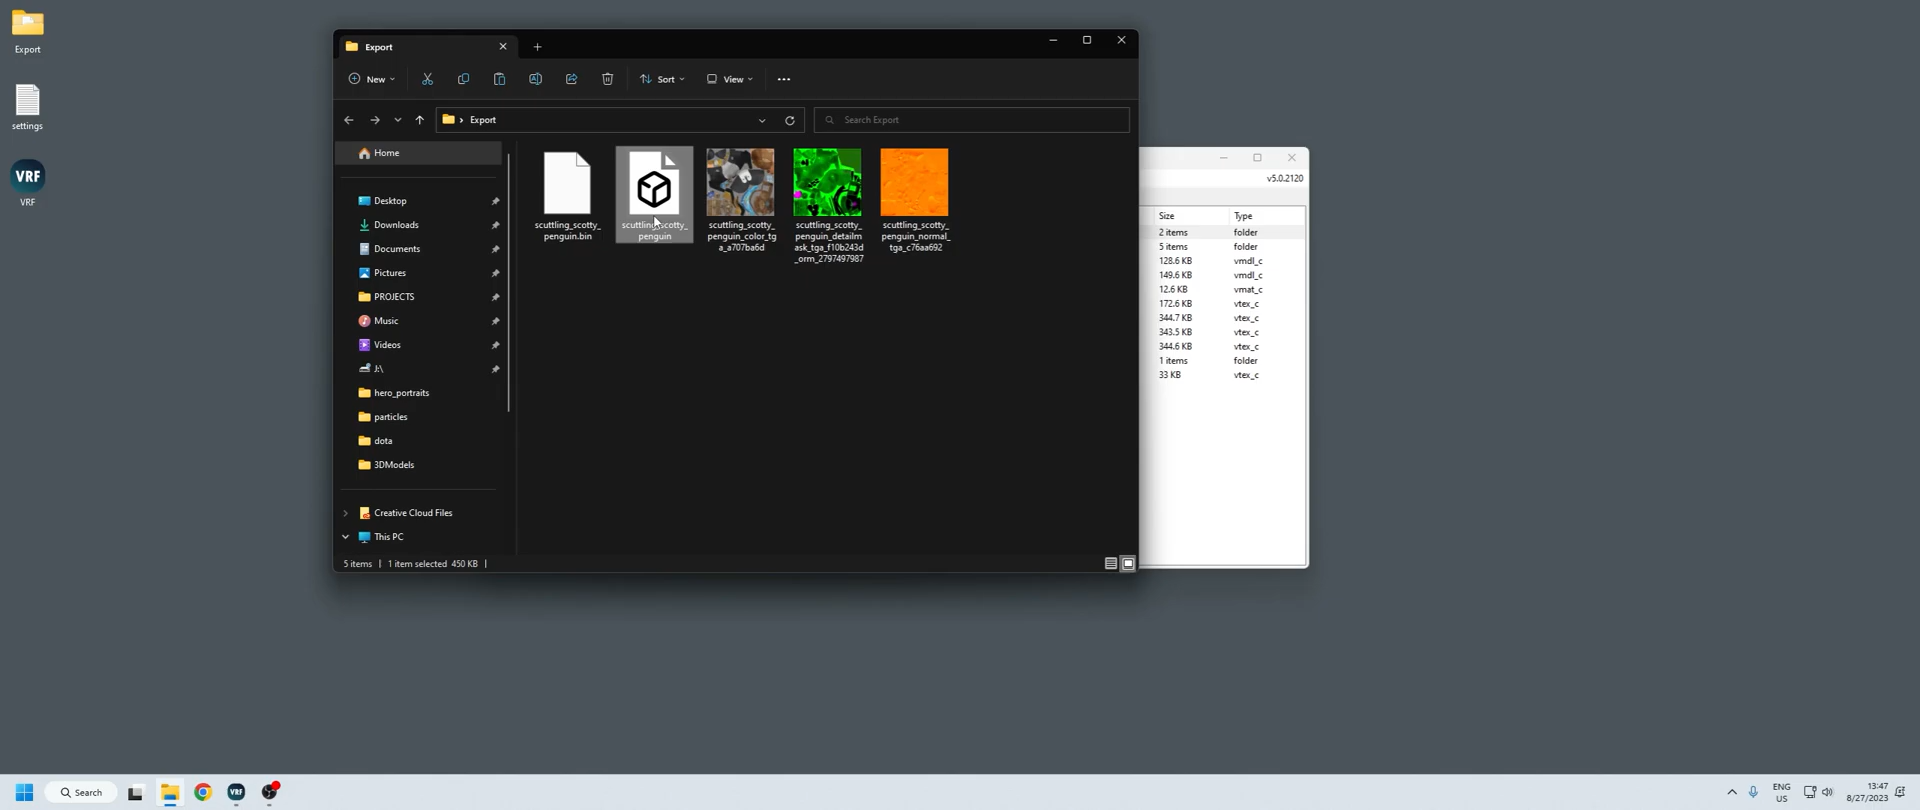 Export
settings
VRF
VRF
Export
New
Sort
View
Export
Search Export
Home
Desktop
Downloads
Documents
Pictures
PROJECTS
Music
Videos
J:\
hero_portraits
particles
dota
3DModels
Creative Cloud Files
This PC
scuttling_scotty_
penguin.bin
scuttling_scotty_
penguin
scuttling_scotty_
penguin_color_tg
a_a707ba6d
scuttling_scotty_
penguin_detailm
ask_tga_f10b243d
_orm_2797497987
scuttling_scotty_
penguin_normal_
tga_c76aa692
5 items | 1 item selected 450 KB |
v5.0.2120
Size Type
2 items folder
5 items folder
128.6 KB vmdl_c
149.6 KB vmdl_c
12.6 KB vmat_c
172.6 KB vtex_c
344.7 KB vtex_c
343.5 KB vtex_c
344.6 KB vtex_c
1 items folder
33 KB vtex_c
Search
VRF
ENG
US
13:47
8/27/2023